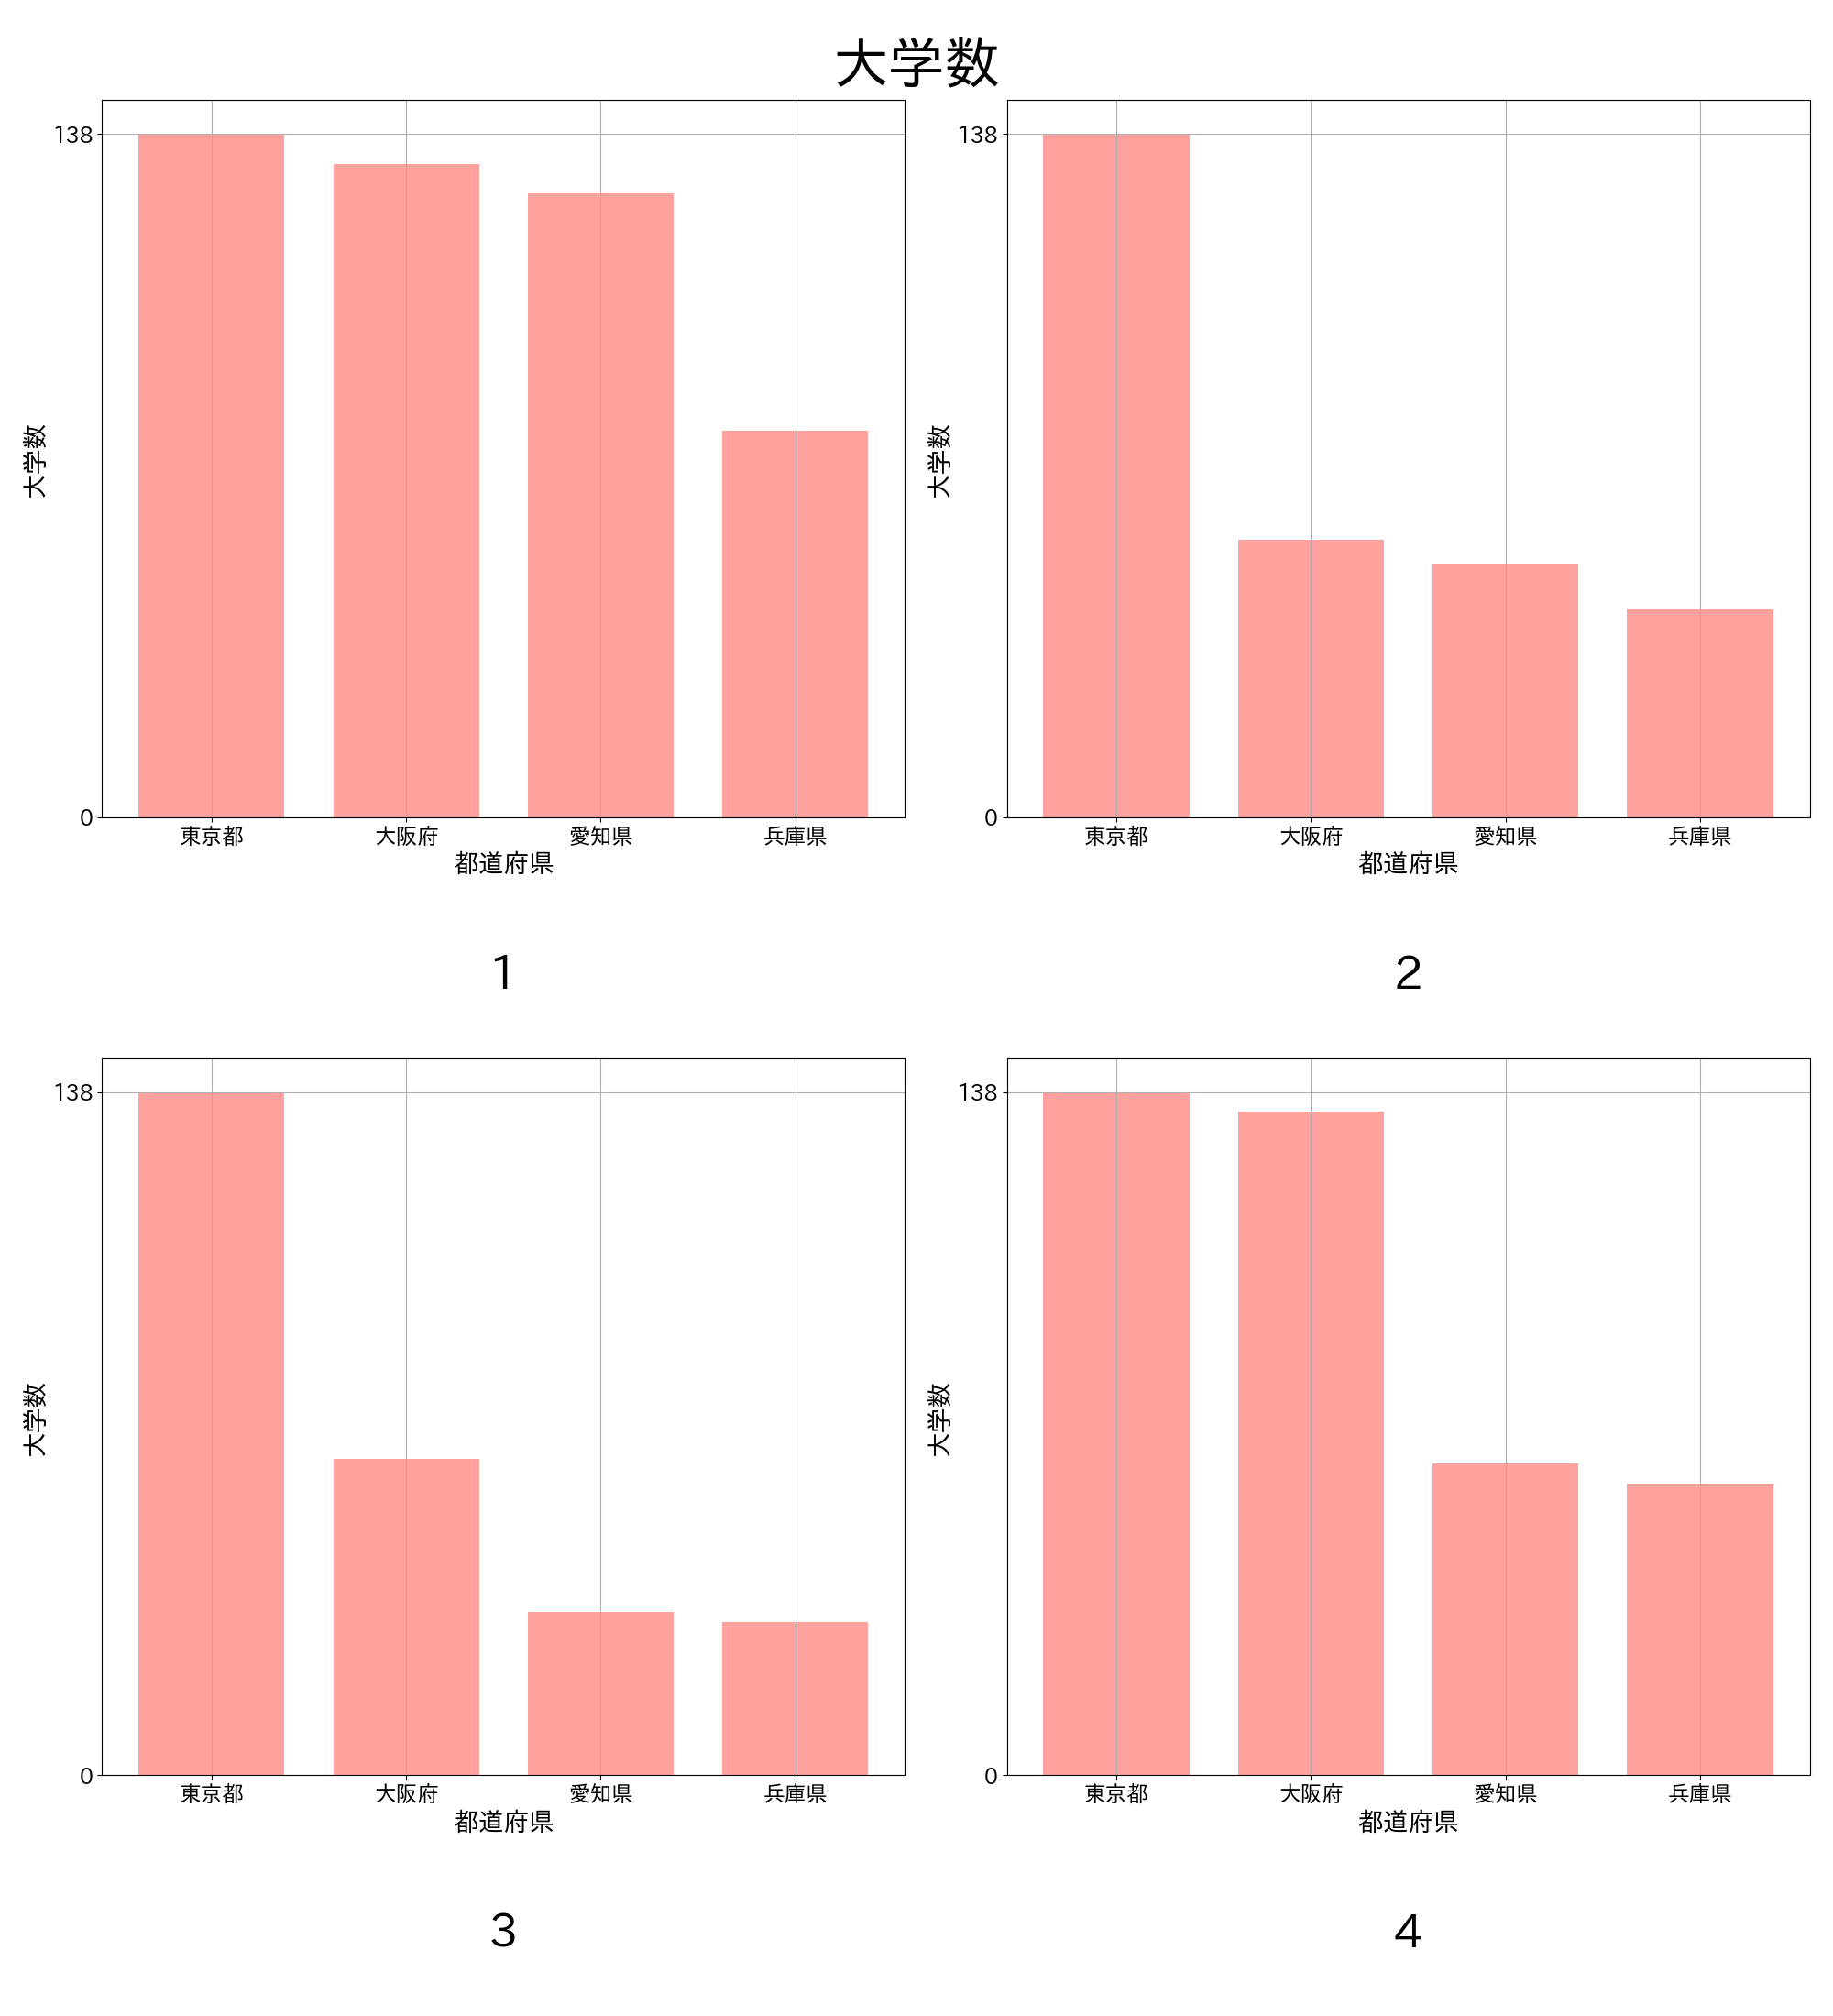 大学数
138
0
大学数
東京都 大阪府 愛知県 兵庫県
都道府県
1
138
0
大学数
東京都 大阪府 愛知県 兵庫県
都道府県
2
138
0
大学数
東京都 大阪府 愛知県 兵庫県
都道府県
3
138
0
大学数
東京都 大阪府 愛知県 兵庫県
都道府県
4